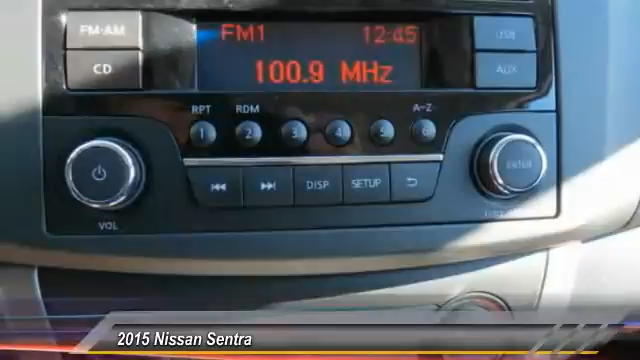 FM·AM
FM1 12:45
USB
CD
100.9 MHz
AUX
RPT RDM A-Z
1 2 3 4 5 6
DISP SETUP
ENTER
VOL
2015 Nissan Sentra